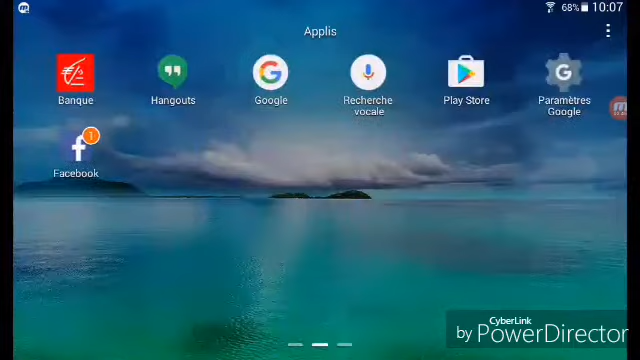 68% 10:07
Applis
Banque
Hangouts
Google
Recherche
vocale
Play Store
Paramètres
Google
1
Facebook
CyberLink
by PowerDirector